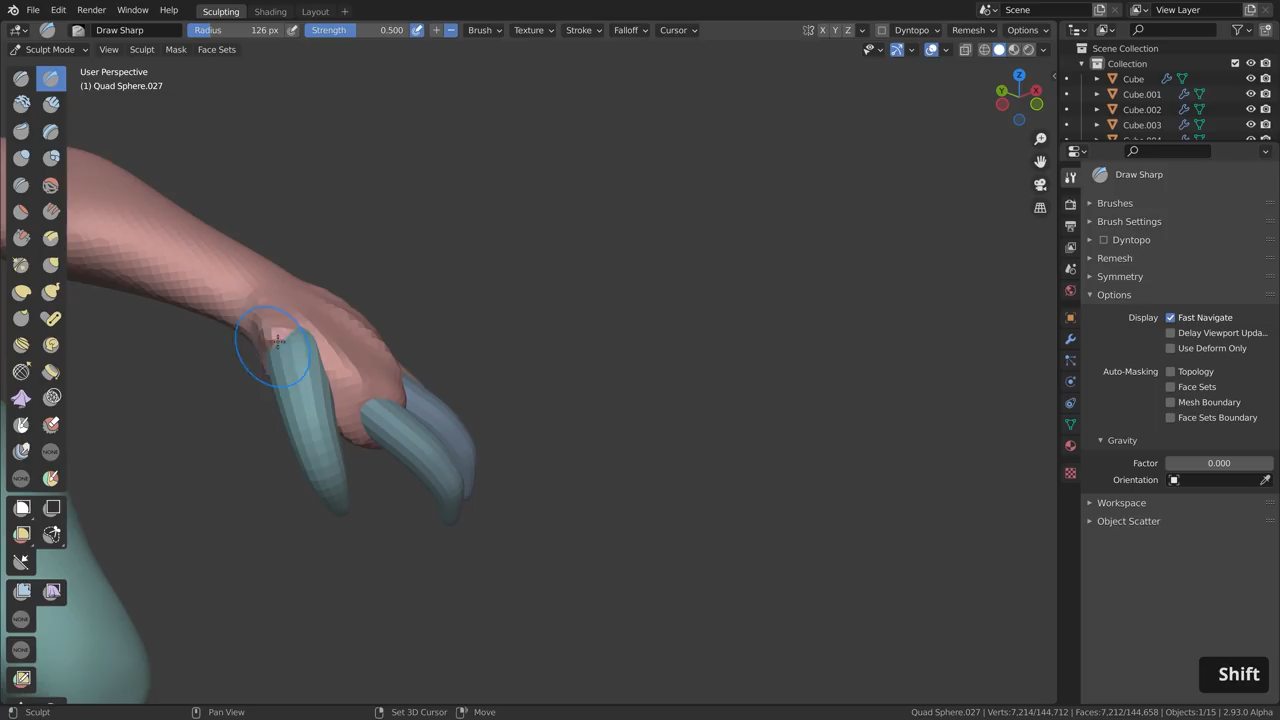 File Edit Render Window Help Sculpting Shading Layout + Scene View Layer
Draw Sharp Radius 126 px Strength 0.500 + − Brush Texture Stroke Falloff Cursor X Y Z Dyntopo Remesh Options
Sculpt Mode View Sculpt Mask Face Sets
User Perspective
(1) Quad Sphere.027
Z
Y X
NONE
NONE
NONE
NONE
Scene Collection
Collection
Cube
Cube.001
Cube.002
Cube.003
Draw Sharp
Brushes
Brush Settings
Dyntopo
Remesh
Symmetry
Options
Display Fast Navigate
Delay Viewport Upda...
Use Deform Only
Auto-Masking Topology
Face Sets
Mesh Boundary
Face Sets Boundary
Gravity
Factor 0.000
Orientation
Workspace
Object Scatter
Shift
Sculpt Pan View Set 3D Cursor Move Quad Sphere.027 | Verts:7,214/144,712 | Faces:7,212/144,658 | Objects:1/15 | 2.93.0 Alpha